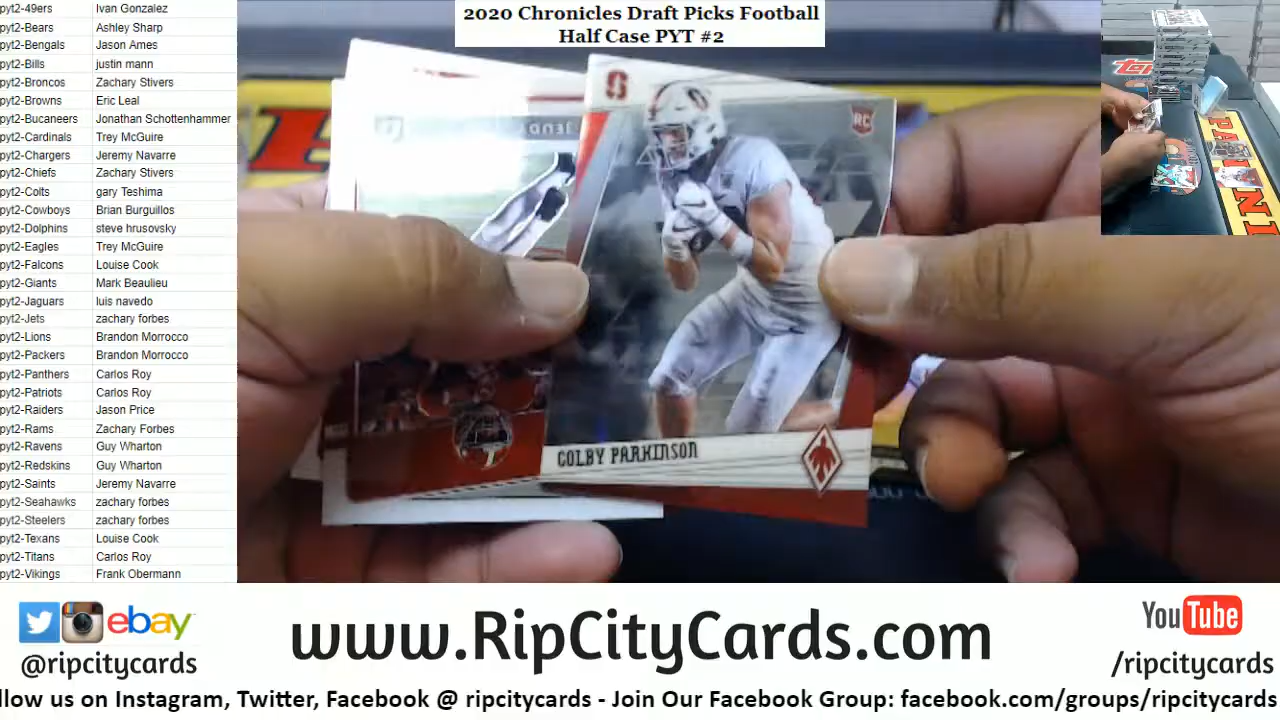 2020 Chronicles Draft Picks Football
Half Case PYT #2
pyt2-49ers Ivan Gonzalez
pyt2-Bears Ashley Sharp
pyt2-Bengals Jason Ames
pyt2-Bills justin mann
pyt2-Broncos Zachary Stivers
pyt2-Browns Eric Leal
pyt2-Bucaneers Jonathan Schottenhammer
pyt2-Cardinals Trey McGuire
pyt2-Chargers Jeremy Navarre
pyt2-Chiefs Zachary Stivers
pyt2-Colts gary Teshima
pyt2-Cowboys Brian Burguillos
pyt2-Dolphins steve hrusovsky
pyt2-Eagles Trey McGuire
pyt2-Falcons Louise Cook
pyt2-Giants Mark Beaulieu
pyt2-Jaguars luis navedo
pyt2-Jets zachary forbes
pyt2-Lions Brandon Morrocco
pyt2-Packers Brandon Morrocco
pyt2-Panthers Carlos Roy
pyt2-Patriots Carlos Roy
pyt2-Raiders Jason Price
pyt2-Rams Zachary Forbes
pyt2-Ravens Guy Wharton
pyt2-Redskins Guy Wharton
pyt2-Saints Jeremy Navarre
pyt2-Seahawks zachary forbes
pyt2-Steelers zachary forbes
pyt2-Texans Louise Cook
pyt2-Titans Carlos Roy
pyt2-Vikings Frank Obermann
S
RC
COLBY PARKINSON
Topps
PANINI
ebay
@ripcitycards
www.RipCityCards.com
YouTube
/ripcitycards
llow us on Instagram, Twitter, Facebook @ ripcitycards - Join Our Facebook Group: facebook.com/groups/ripcitycards